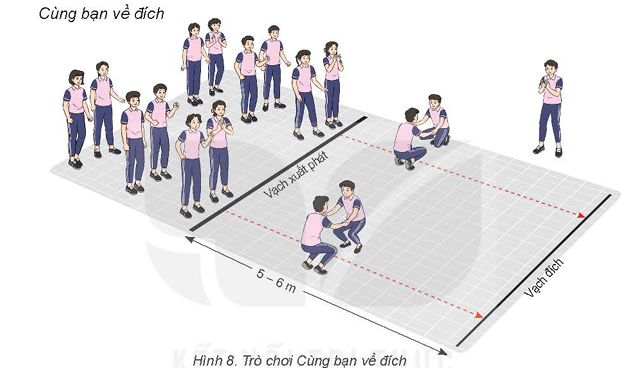 Cùng bạn về đích
Vạch xuất phát
5 – 6 m
Vạch đích
Hình 8. Trò chơi Cùng bạn về đích